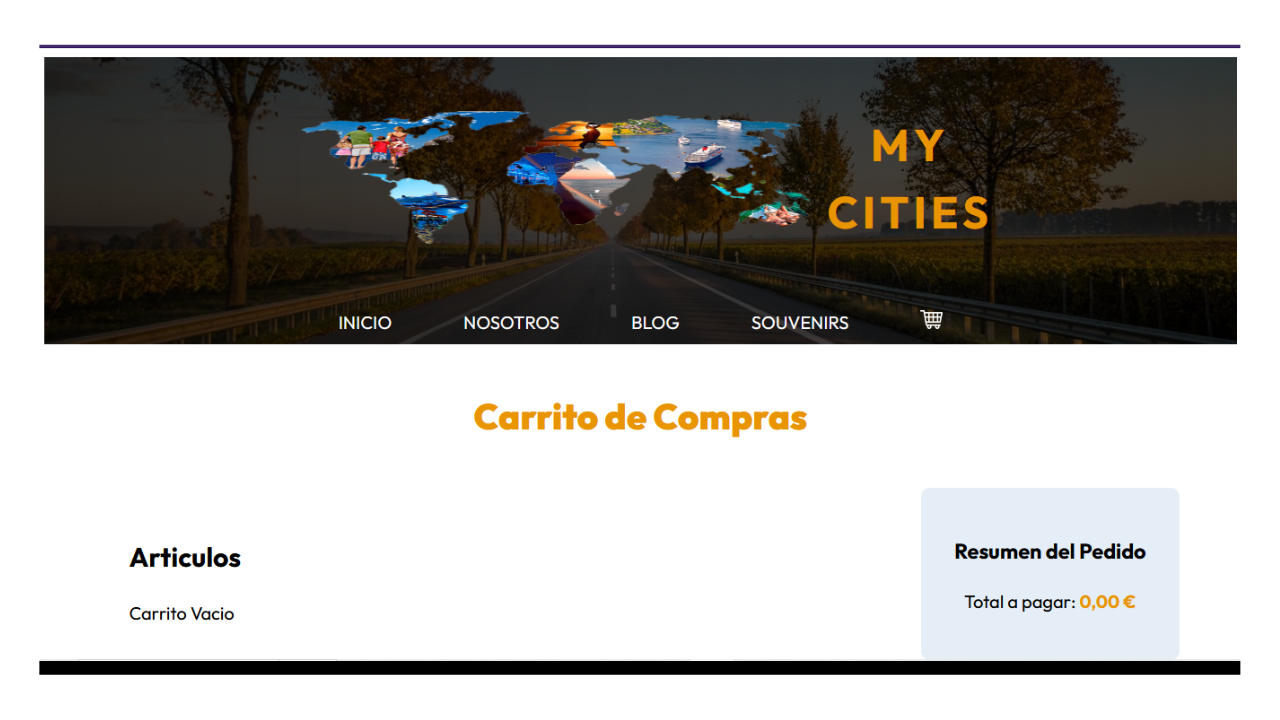 MY
CITIES
INICIO NOSOTROS BLOG SOUVENIRS
Carrito de Compras
Articulos
Carrito Vacio
Resumen del Pedido
Total a pagar: 0,00 €